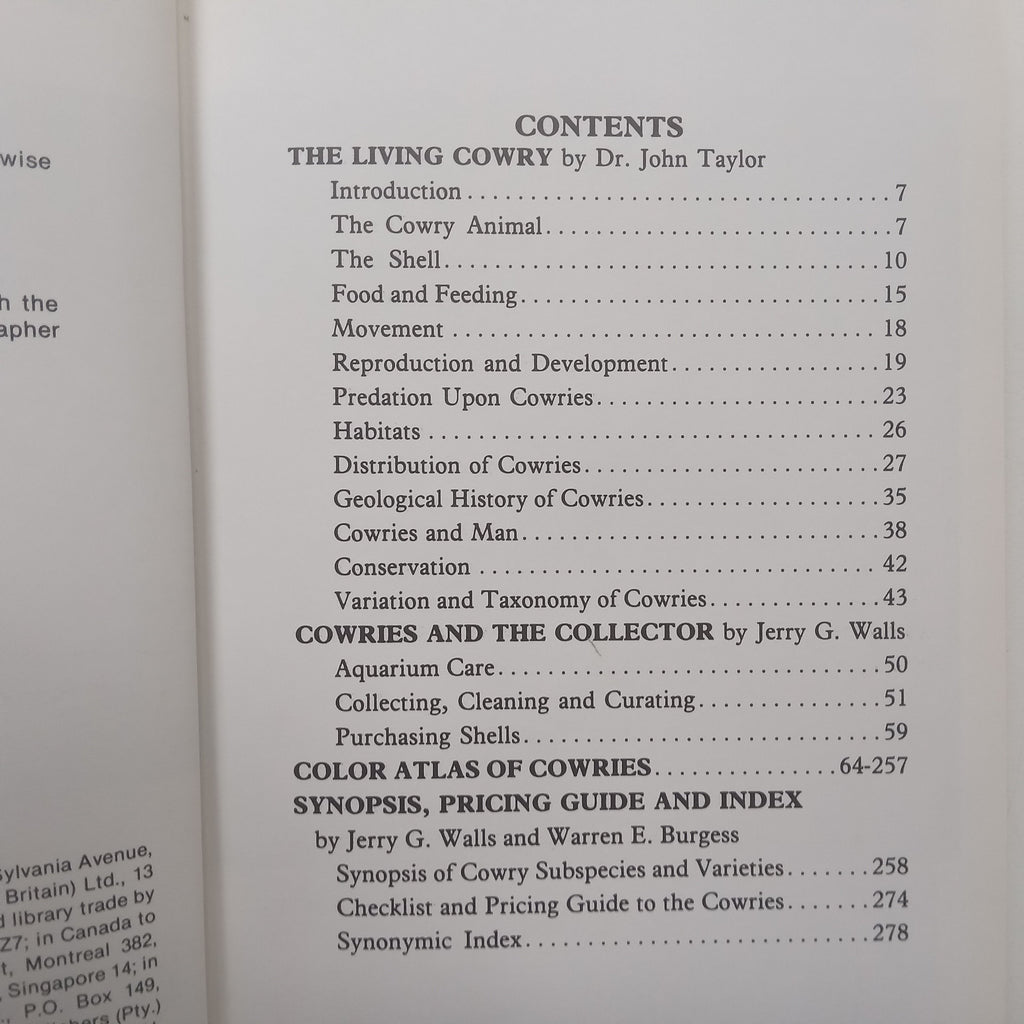 wise
h the
apher
sylvania Avenue,
Britain) Ltd., 13
d library trade by
Z7; in Canada to
t, Montreal 382,
, Singapore 14; in
., P.O. Box 149,
hers (Pty.)
CONTENTS
THE LIVING COWRY by Dr. John Taylor
Introduction . . . . . . . . . . . . . . . . . . . . . . . . . . . . . . . . . . . 7
The Cowry Animal . . . . . . . . . . . . . . . . . . . . . . . . . . . . . 7
The Shell . . . . . . . . . . . . . . . . . . . . . . . . . . . . . . . . . . . . 10
Food and Feeding . . . . . . . . . . . . . . . . . . . . . . . . . . . . . 15
Movement . . . . . . . . . . . . . . . . . . . . . . . . . . . . . . . . . . . 18
Reproduction and Development . . . . . . . . . . . . . . . . . 19
Predation Upon Cowries . . . . . . . . . . . . . . . . . . . . . . . 23
Habitats . . . . . . . . . . . . . . . . . . . . . . . . . . . . . . . . . . . . . 26
Distribution of Cowries . . . . . . . . . . . . . . . . . . . . . . . . 27
Geological History of Cowries . . . . . . . . . . . . . . . . . . . 35
Cowries and Man . . . . . . . . . . . . . . . . . . . . . . . . . . . . . 38
Conservation . . . . . . . . . . . . . . . . . . . . . . . . . . . . . . . . . 42
Variation and Taxonomy of Cowries . . . . . . . . . . . . . . 43
COWRIES AND THE COLLECTOR by Jerry G. Walls
Aquarium Care . . . . . . . . . . . . . . . . . . . . . . . . . . . . . . . 50
Collecting, Cleaning and Curating . . . . . . . . . . . . . . . 51
Purchasing Shells . . . . . . . . . . . . . . . . . . . . . . . . . . . . . 59
COLOR ATLAS OF COWRIES . . . . . . . . . . . . . . . 64-257
SYNOPSIS, PRICING GUIDE AND INDEX
by Jerry G. Walls and Warren E. Burgess
Synopsis of Cowry Subspecies and Varieties . . . . . . . 258
Checklist and Pricing Guide to the Cowries . . . . . . . 274
Synonymic Index . . . . . . . . . . . . . . . . . . . . . . . . . . . . 278